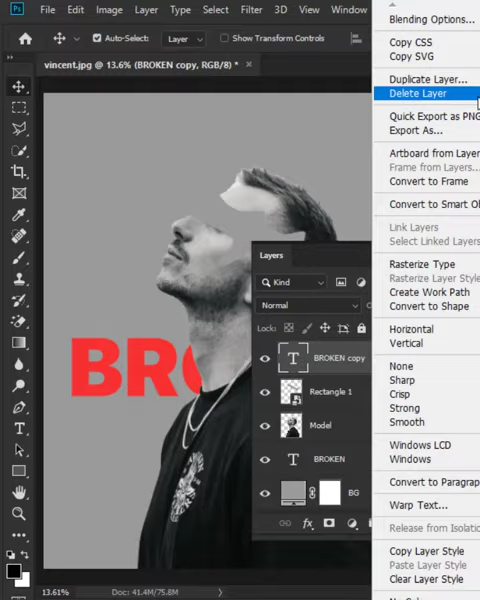 Ps File Edit Image Layer Type Select Filter 3D View Window
Auto-Select: Layer Show Transform Controls
vincent.jpg @ 13.6% (BROKEN copy, RGB/8) * ×
BRO
Layers
Kind
Normal
Lock:
T BROKEN copy
Rectangle 1
Model
T BROKEN
BG
fx
13.61% Doc: 41.4M/75.8M
Blending Options...
Copy CSS
Copy SVG
Duplicate Layer...
Delete Layer
Quick Export as PNG
Export As...
Artboard from Layer
Frame from Layers...
Convert to Frame
Convert to Smart Ob
Link Layers
Select Linked Layers
Rasterize Type
Rasterize Layer Style
Create Work Path
Convert to Shape
Horizontal
Vertical
None
Sharp
Crisp
Strong
Smooth
Windows LCD
Windows
Convert to Paragrap
Warp Text...
Release from Isolatio
Copy Layer Style
Paste Layer Style
Clear Layer Style